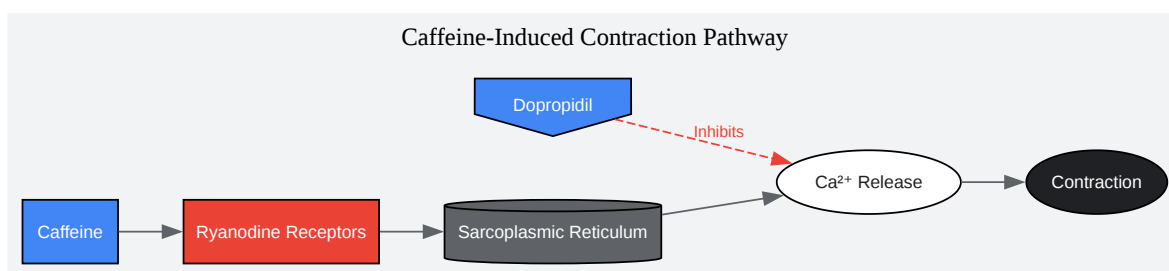 Caffeine-Induced Contraction Pathway
Dopropidil
Inhibits
Ca²⁺ Release
Contraction
Caffeine
Ryanodine Receptors
Sarcoplasmic Reticulum